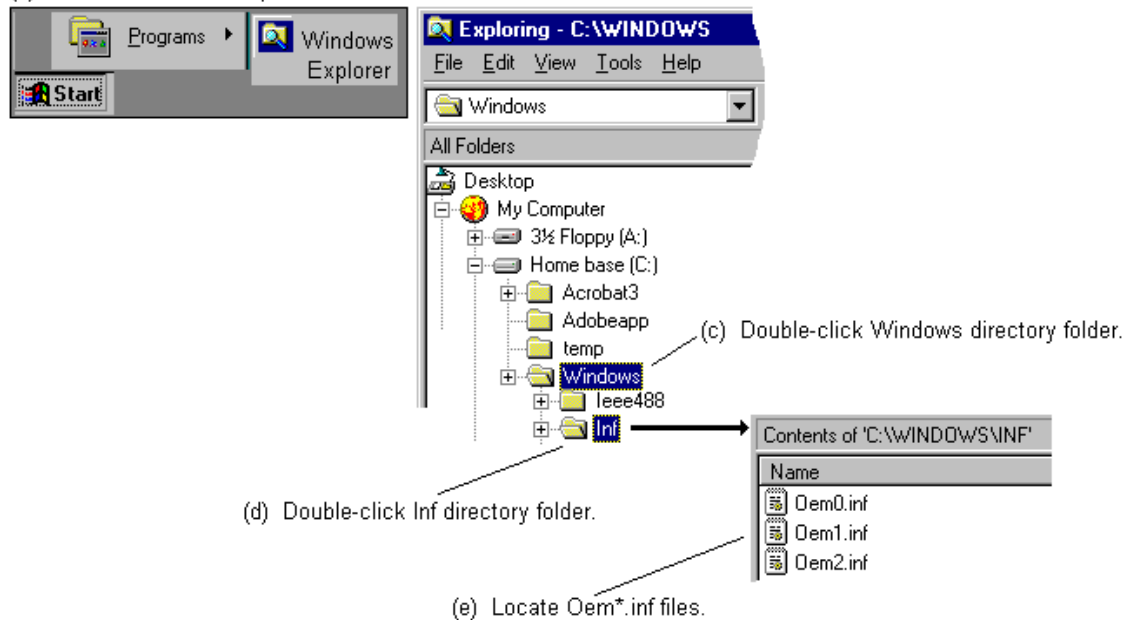 Programs
Windows
Explorer
Start
Exploring - C:\WINDOWS
File Edit View Tools Help
Windows
All Folders
Desktop
My Computer
3½ Floppy (A:)
Home base (C:)
Acrobat3
Adobeapp
temp
(c) Double-click Windows directory folder.
Windows
Ieee488
Inf
Contents of 'C:\WINDOWS\INF'
Name
(d) Double-click Inf directory folder.
Oem0.inf
Oem1.inf
Oem2.inf
(e) Locate Oem*.inf files.